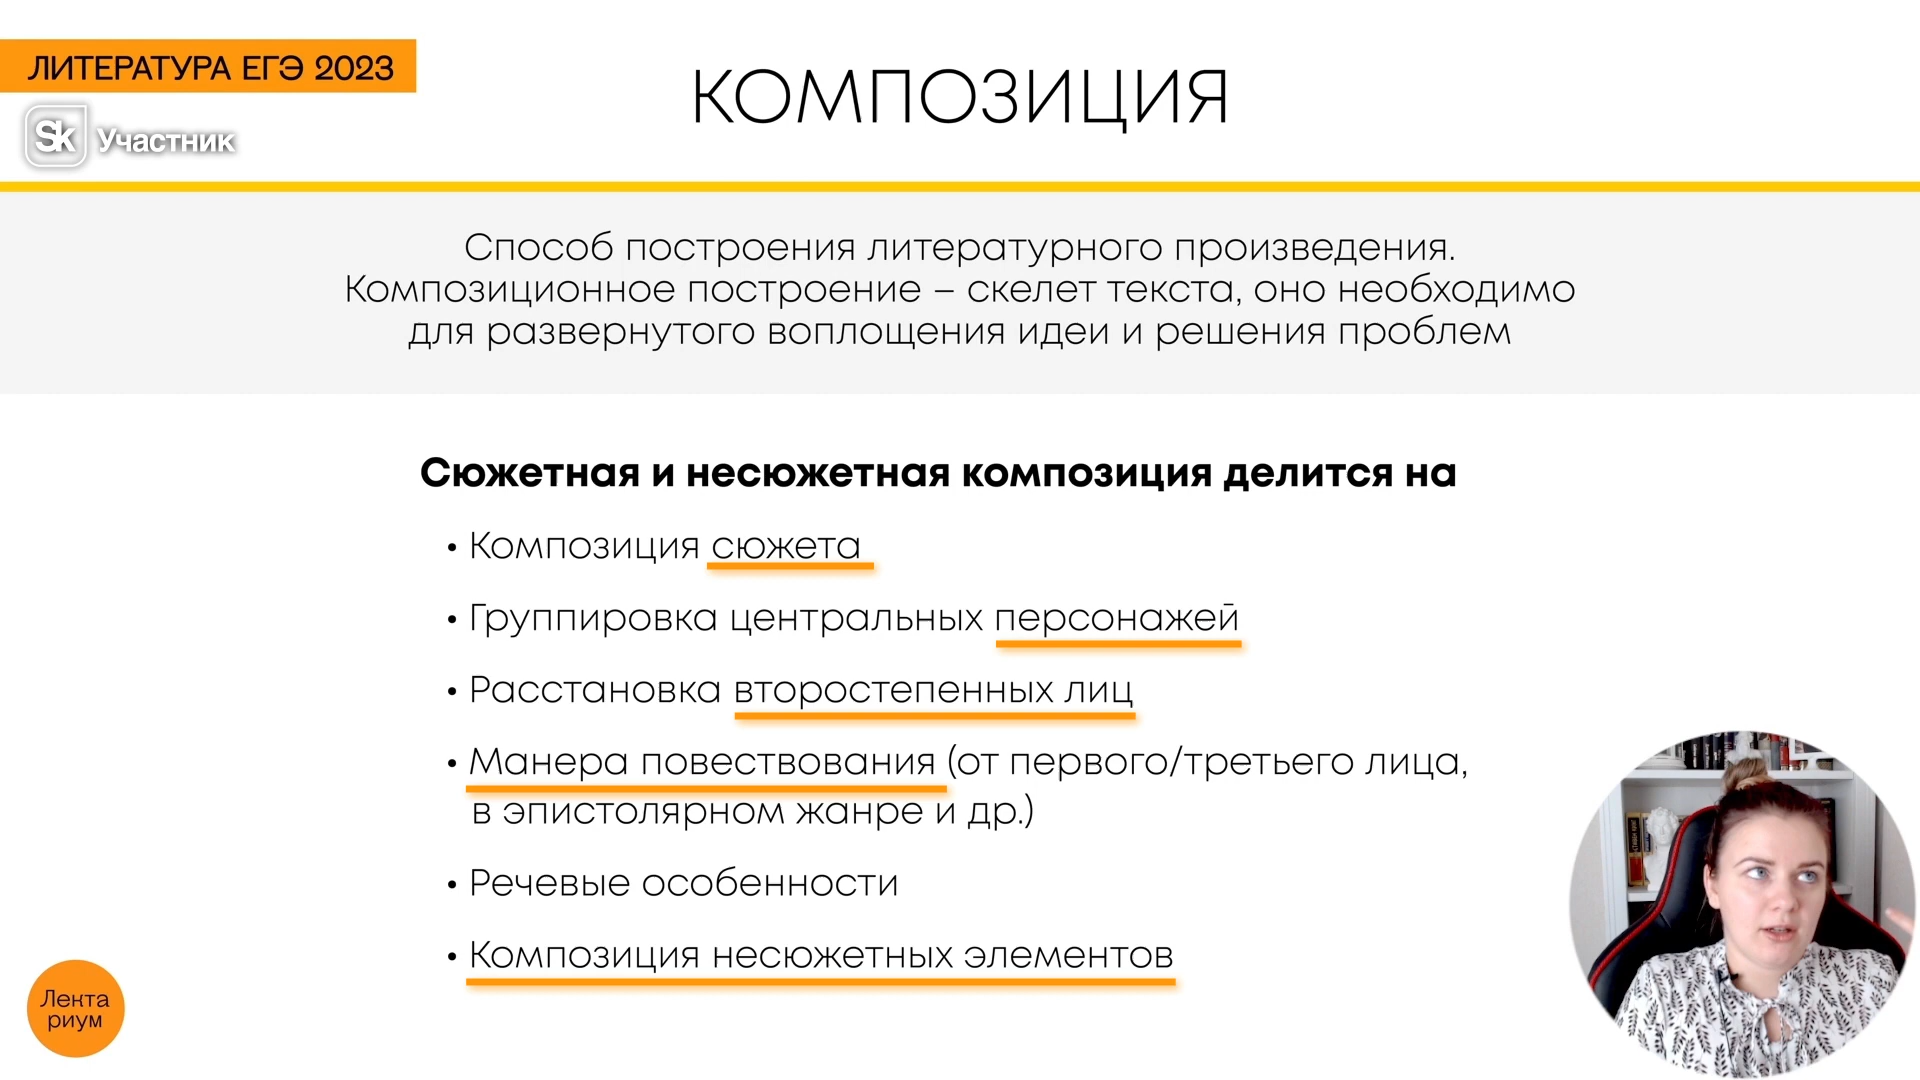 ЛИТЕРАТУРА ЕГЭ 2023
Sk Участник
КОМПОЗИЦИЯ
Способ построения литературного произведения.
Композиционное построение – скелет текста, оно необходимо
для развернутого воплощения идеи и решения проблем
Сюжетная и несюжетная композиция делится на
• Композиция сюжета
• Группировка центральных персонажей
• Расстановка второстепенных лиц
• Манера повествования (от первого/третьего лица,
в эпистолярном жанре и др.)
• Речевые особенности
• Композиция несюжетных элементов
Лекта
риум